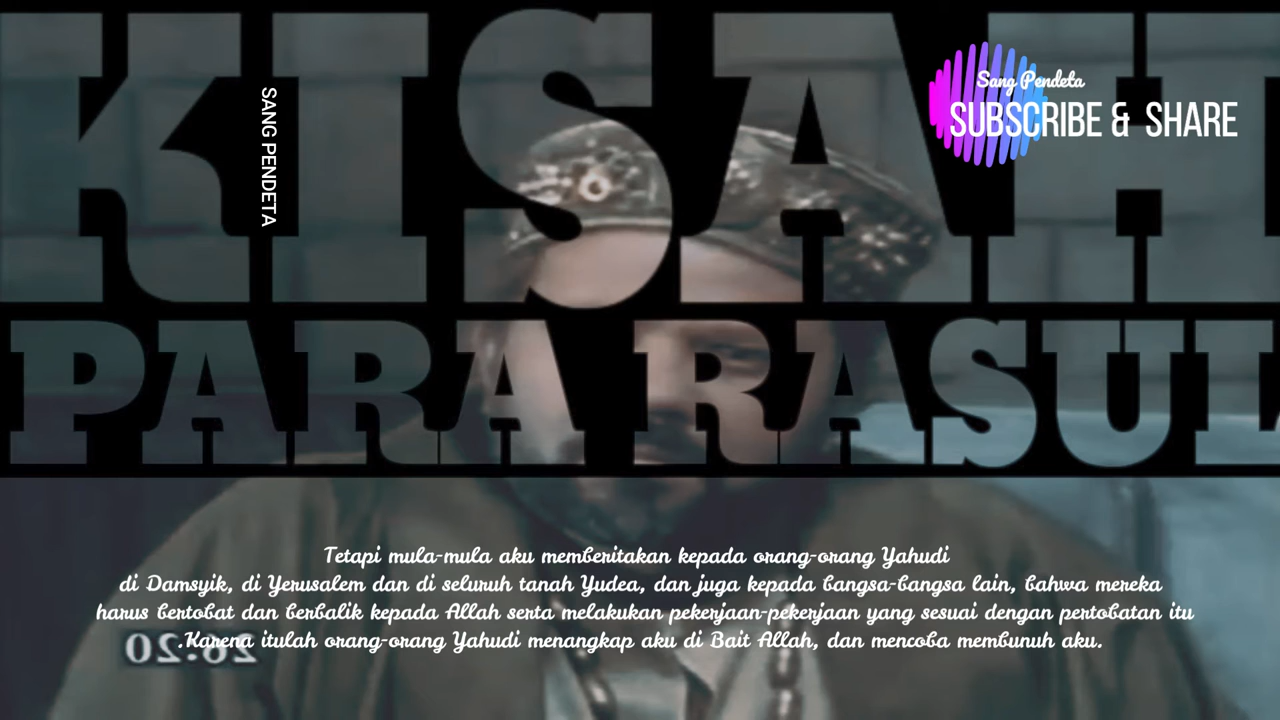 KISAH
PARA RASUL
SANG PENDETA
Sang Pendeta
SUBSCRIBE & SHARE
Tetapi mula-mula aku memberitakan kepada orang-orang Yahudi
di Damsyik, di Yerusalem dan di seluruh tanah Yudea, dan juga kepada bangsa-bangsa lain, bahwa mereka
harus bertobat dan berbalik kepada Allah serta melakukan pekerjaan-pekerjaan yang sesuai dengan pertobatan itu
.Karena itulah orang-orang Yahudi menangkap aku di Bait Allah, dan mencoba membunuh aku.
26:20